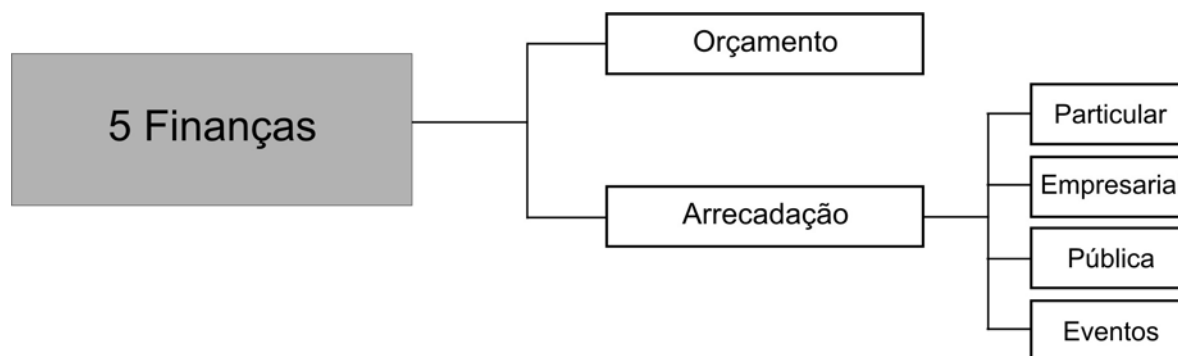 5 Finanças
Orçamento
Arrecadação
Particular
Empresaria
Pública
Eventos